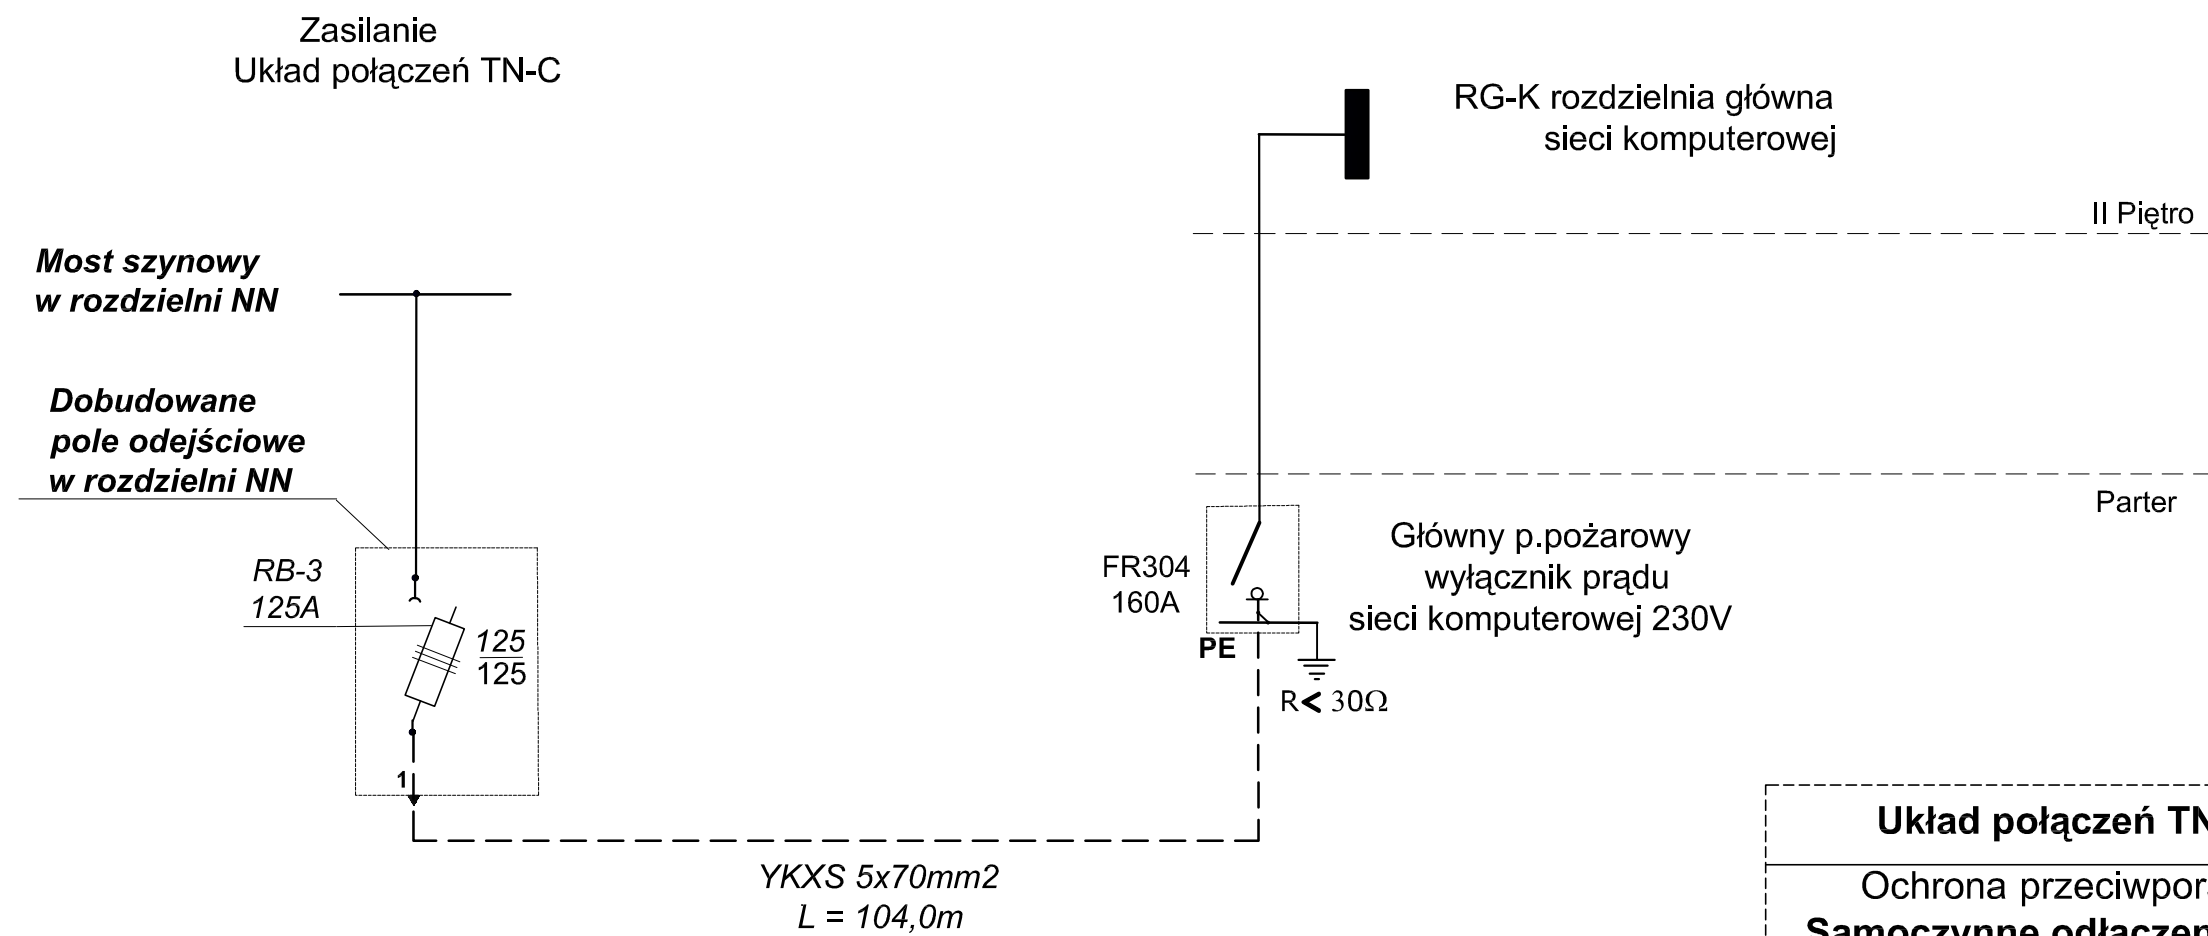 Zasilanie
Układ połączeń TN-C
RG-K rozdzielnia główna
sieci komputerowej
II Piętro
Most szynowy
w rozdzielni NN
Dobudowane
pole odejściowe
w rozdzielni NN
Parter
RB-3
125A
125
125
1
FR304
160A
Główny p.pożarowy
wyłącznik prądu
sieci komputerowej 230V
PE
R< 30Ω
YKXS 5x70mm2
L = 104,0m
Układ połączeń
Ochrona
Samoczynne